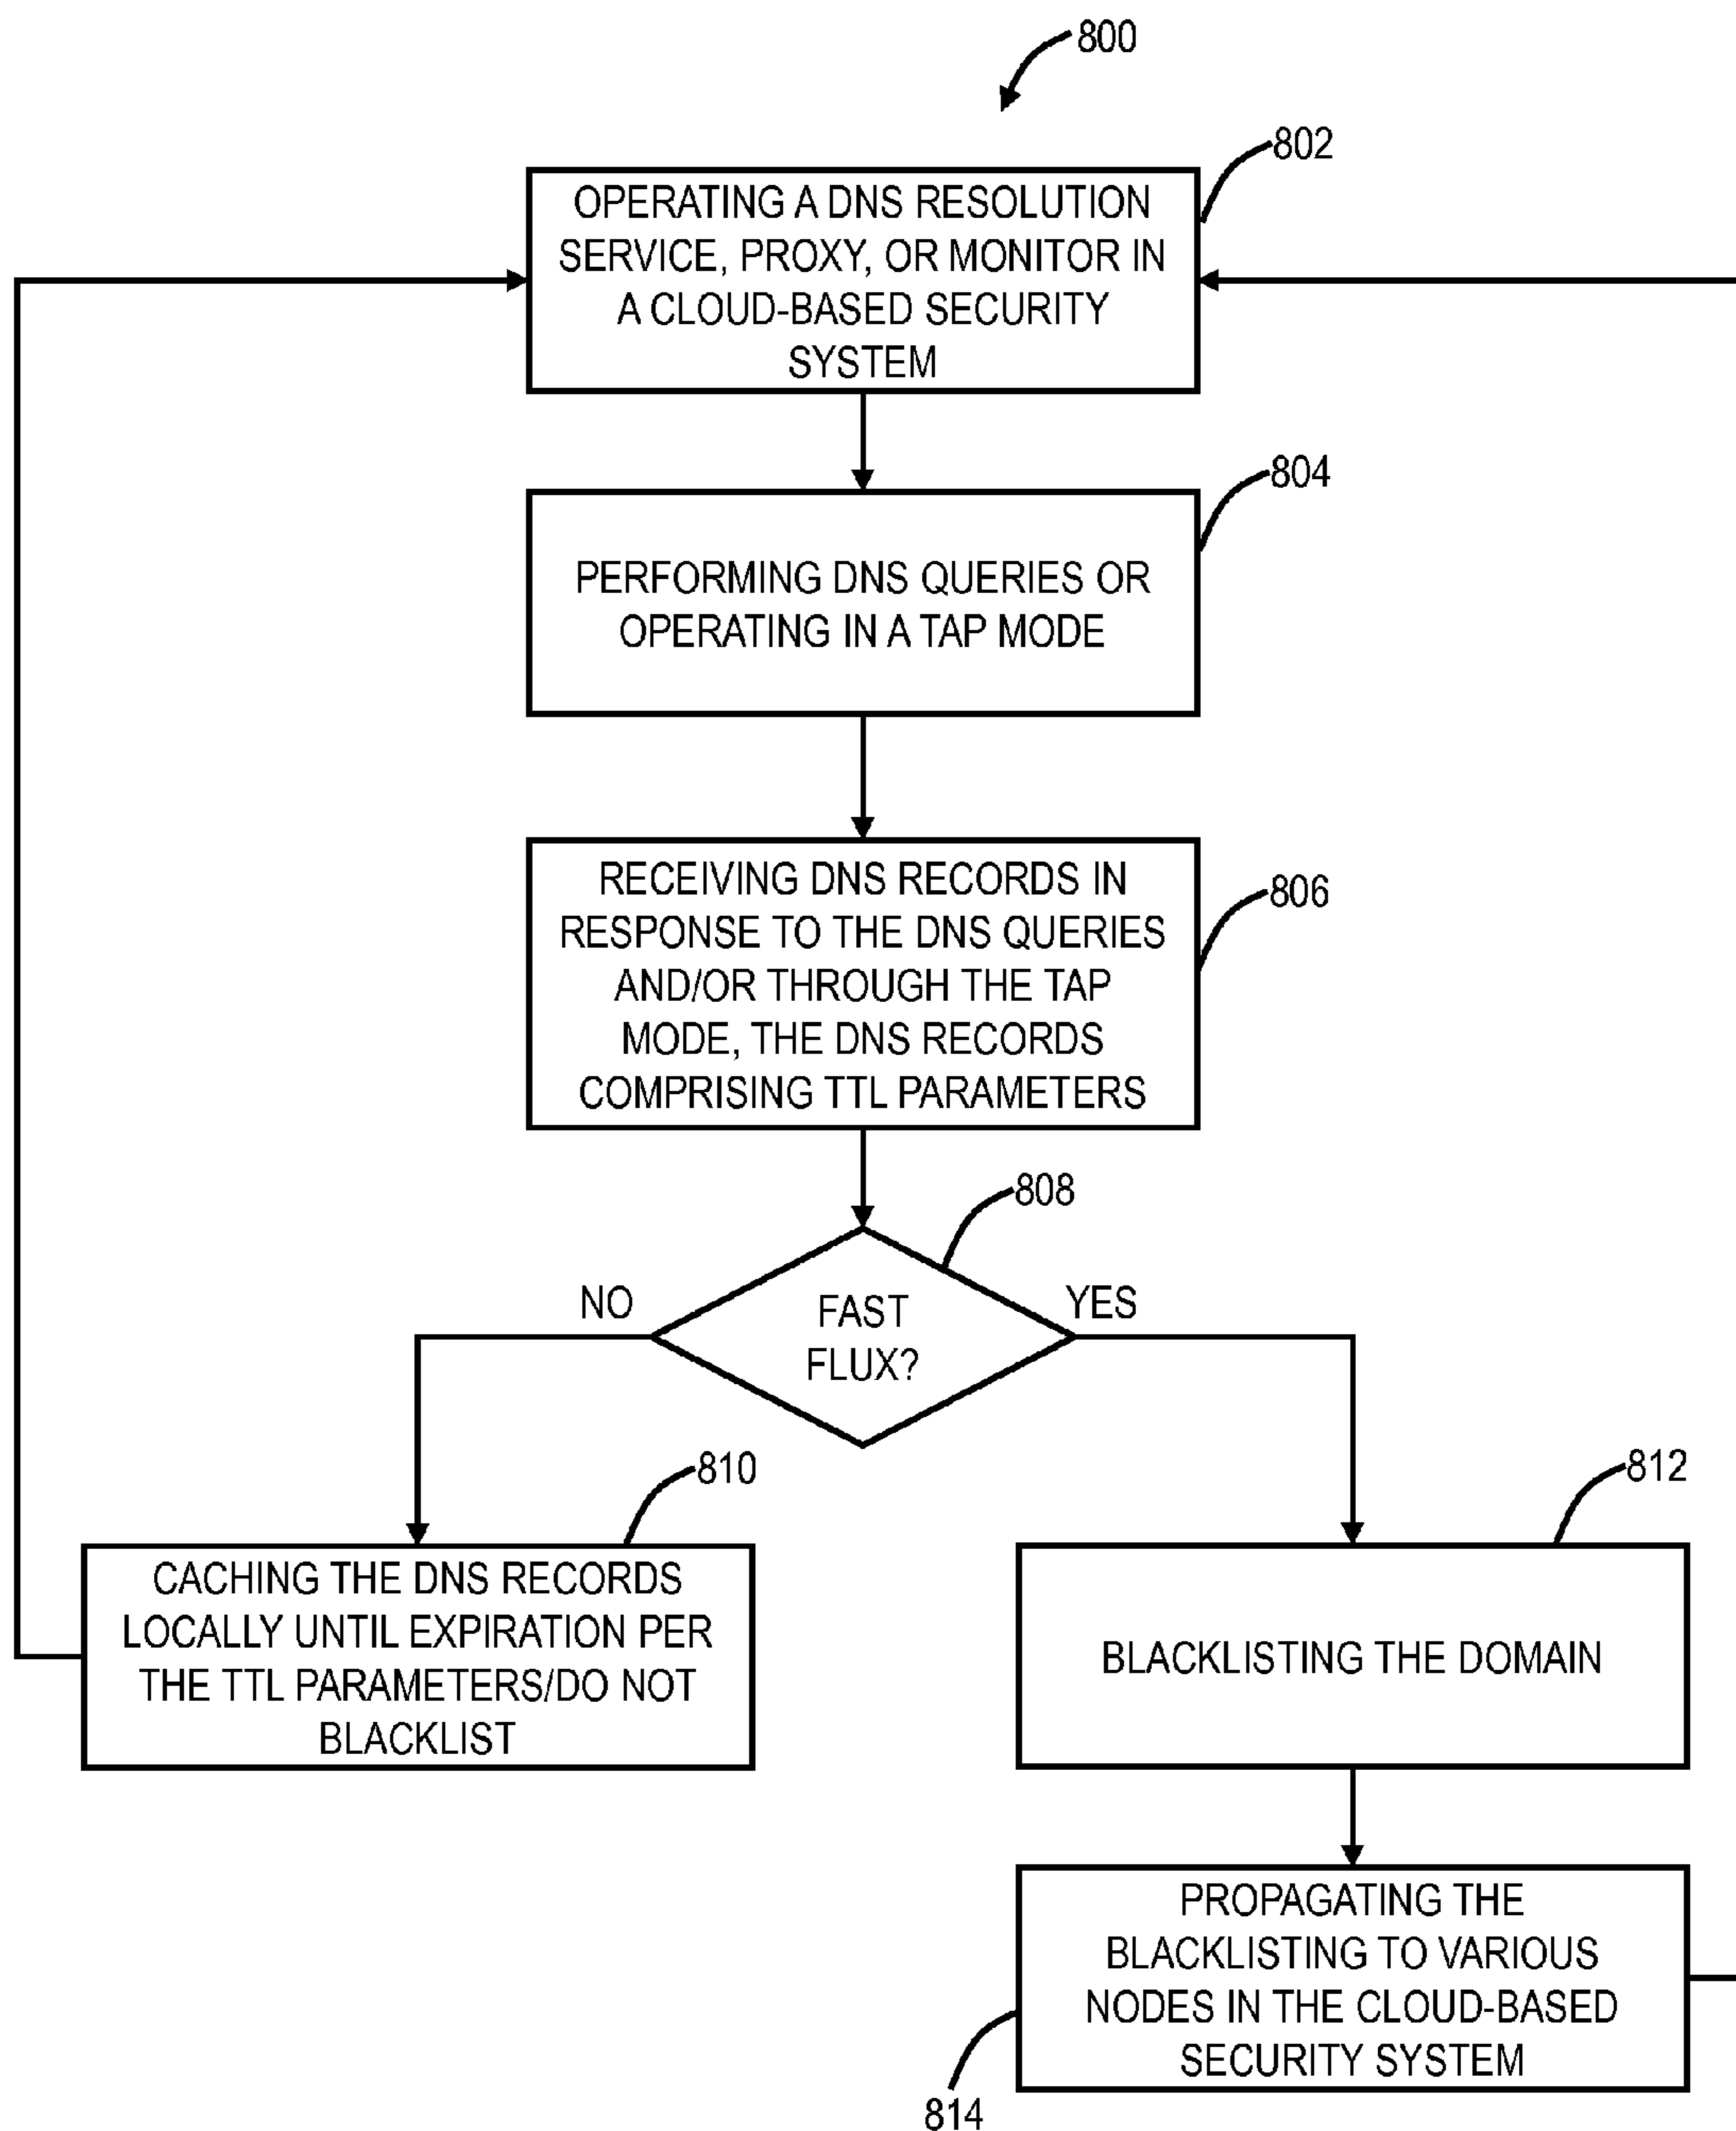 800
802
OPERATING A DNS RESOLUTION
SERVICE, PROXY, OR MONITOR IN
A CLOUD-BASED SECURITY
SYSTEM
804
PERFORMING DNS QUERIES OR
OPERATING IN A TAP MODE
806
RECEIVING DNS RECORDS IN
RESPONSE TO THE DNS QUERIES
AND/OR THROUGH THE TAP
MODE, THE DNS RECORDS
COMPRISING TTL PARAMETERS
808
NO
FAST
FLUX?
YES
810
CACHING THE DNS RECORDS
LOCALLY UNTIL EXPIRATION PER
THE TTL PARAMETERS/DO NOT
BLACKLIST
812
BLACKLISTING THE DOMAIN
PROPAGATING THE
BLACKLISTING TO VARIOUS
NODES IN THE CLOUD-BASED
SECURITY SYSTEM
814